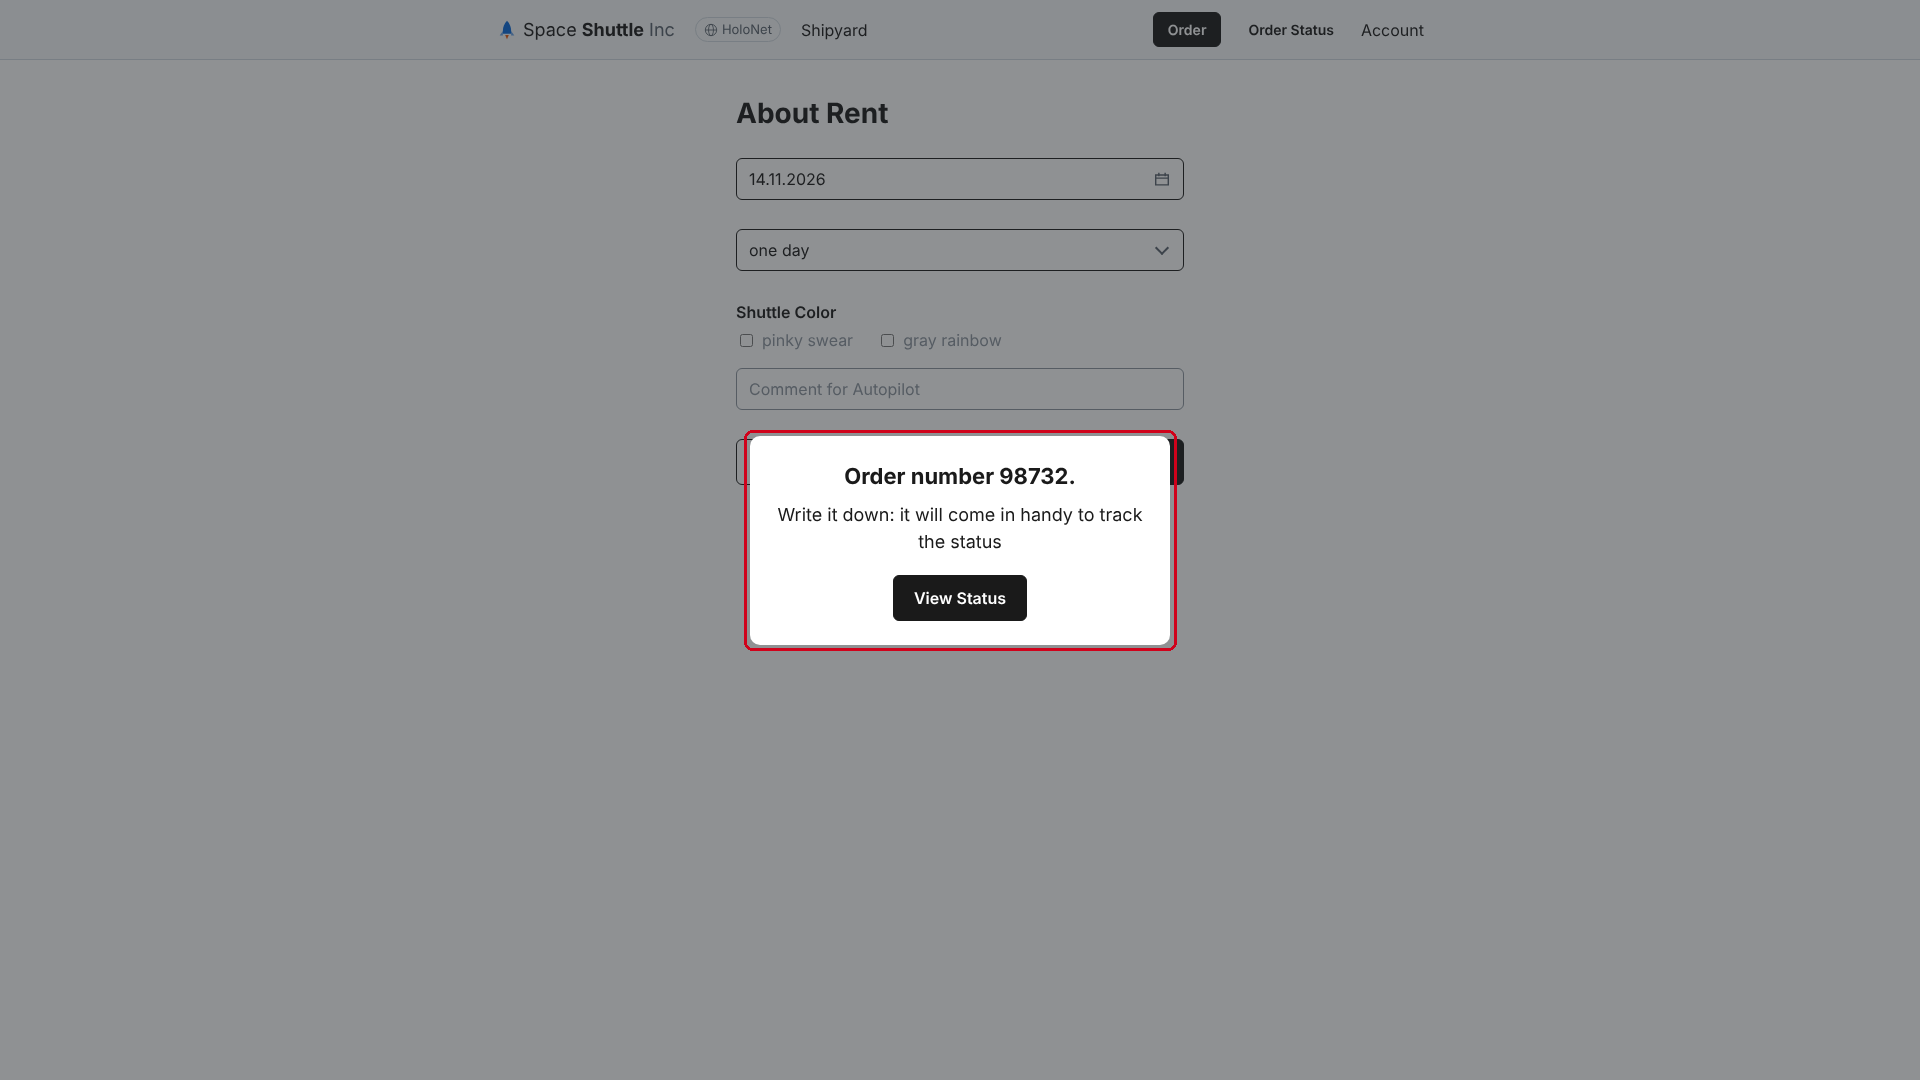 Space Shuttle Inc
HoloNet
Shipyard
Order
Order Status
Account
About Rent
14.11.2026
one day
Shuttle Color
pinky swear
gray rainbow
Comment for Autopilot
Order number 98732.
Write it down: it will come in handy to track
the status
View Status